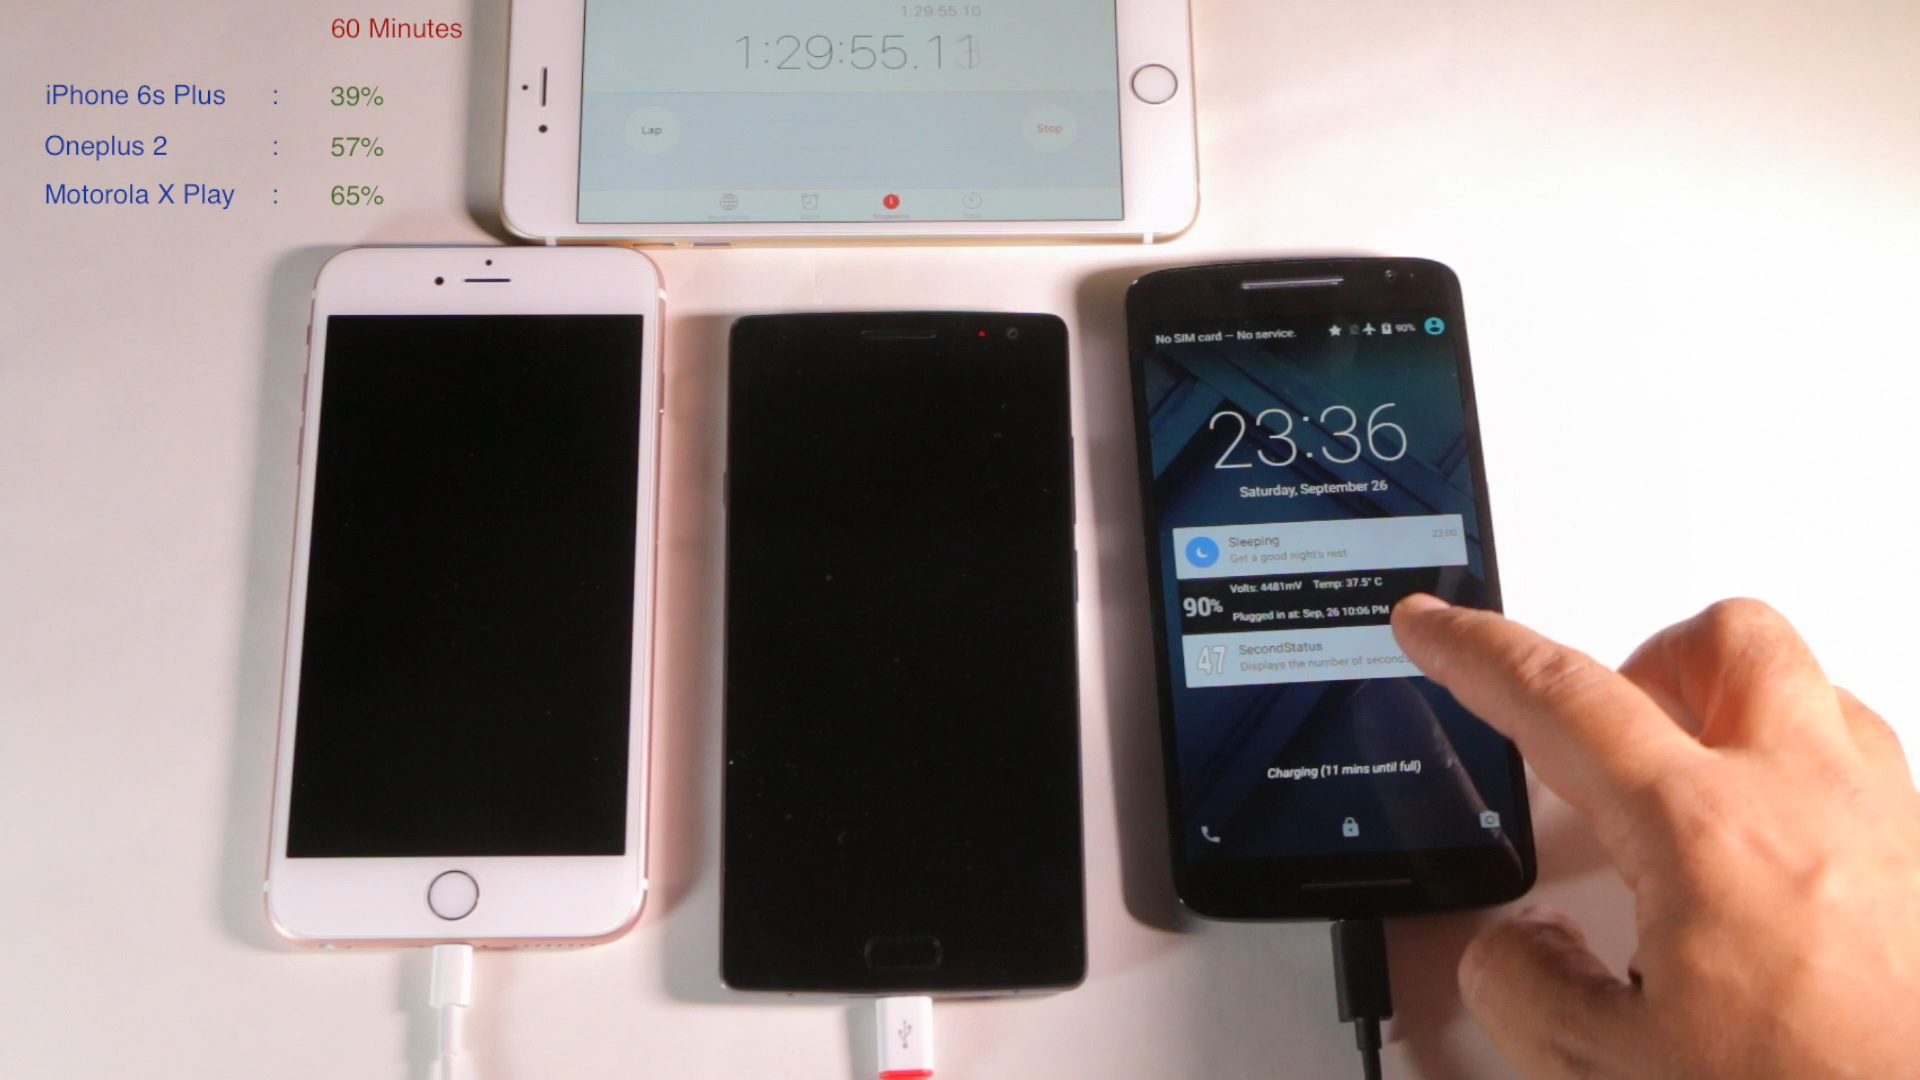 60 Minutes
iPhone 6s Plus : 39%
Oneplus 2 : 57%
Motorola X Play : 65%
1:29:55.10
1:29:55.11
Lap
Stop
No SIM card – No service.
90%
23:36
Saturday, September 26
Sleeping
23:00
Get a good night's rest
90%
Volts: 4481mV Temp: 37.5° C
Plugged in at: Sep, 26 10:06 PM
47
SecondStatus
Displays the number of seconds
Charging (11 mins until full)